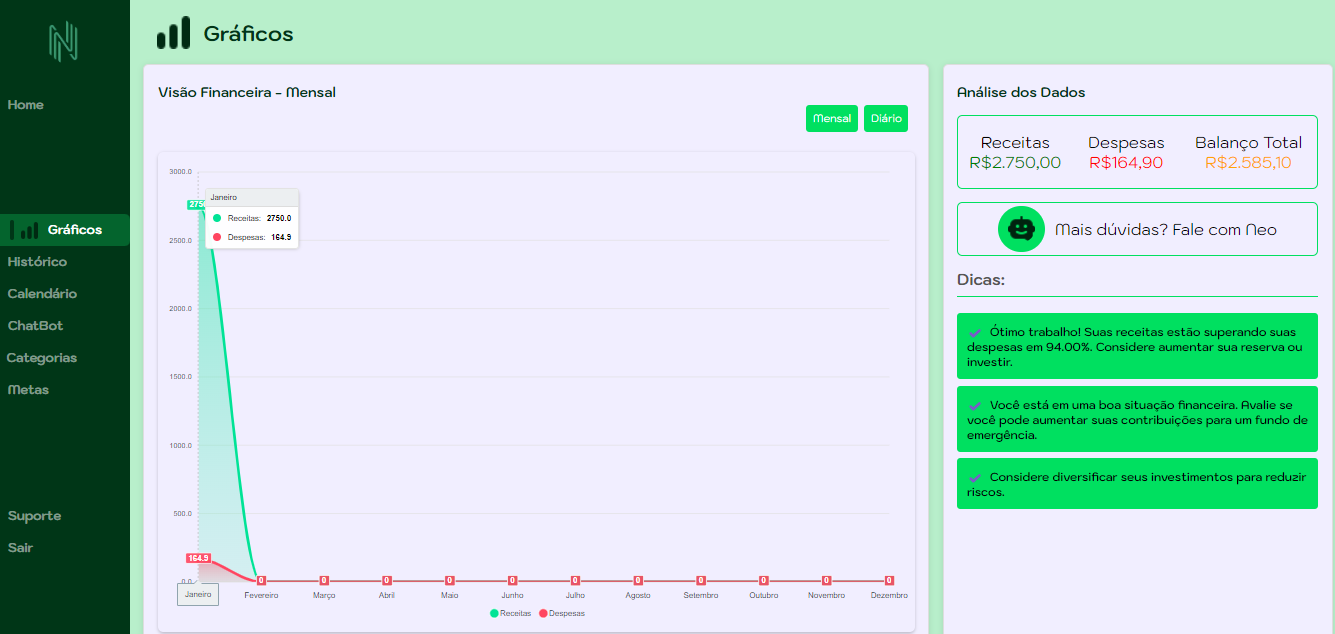 Gráficos
Home
Gráficos
Histórico
Calendário
ChatBot
Categorias
Metas
Suporte
Sair
Visão Financeira - Mensal
Mensal Diário
3000.0
2500.0
2000.0
1500.0
1000.0
500.0
0.0
Janeiro
Receitas: 2750.0
Despesas: 164.9
164.9
0 0 0 0 0 0 0 0 0 0 0
Janeiro Fevereiro Março Abril Maio Junho Julho Agosto Setembro Outubro Novembro Dezembro
Receitas Despesas
Análise dos Dados
Receitas Despesas Balanço Total
R$2.750,00 R$164,90 R$2.585,10
Mais dúvidas? Fale com Neo
Dicas:
Ótimo trabalho! Suas receitas estão superando suas
despesas em 94.00%. Considere aumentar sua reserva ou
investir.
Você está em uma boa situação financeira. Avalie se
você pode aumentar suas contribuições para um fundo de
emergência.
Considere diversificar seus investimentos para reduzir
riscos.